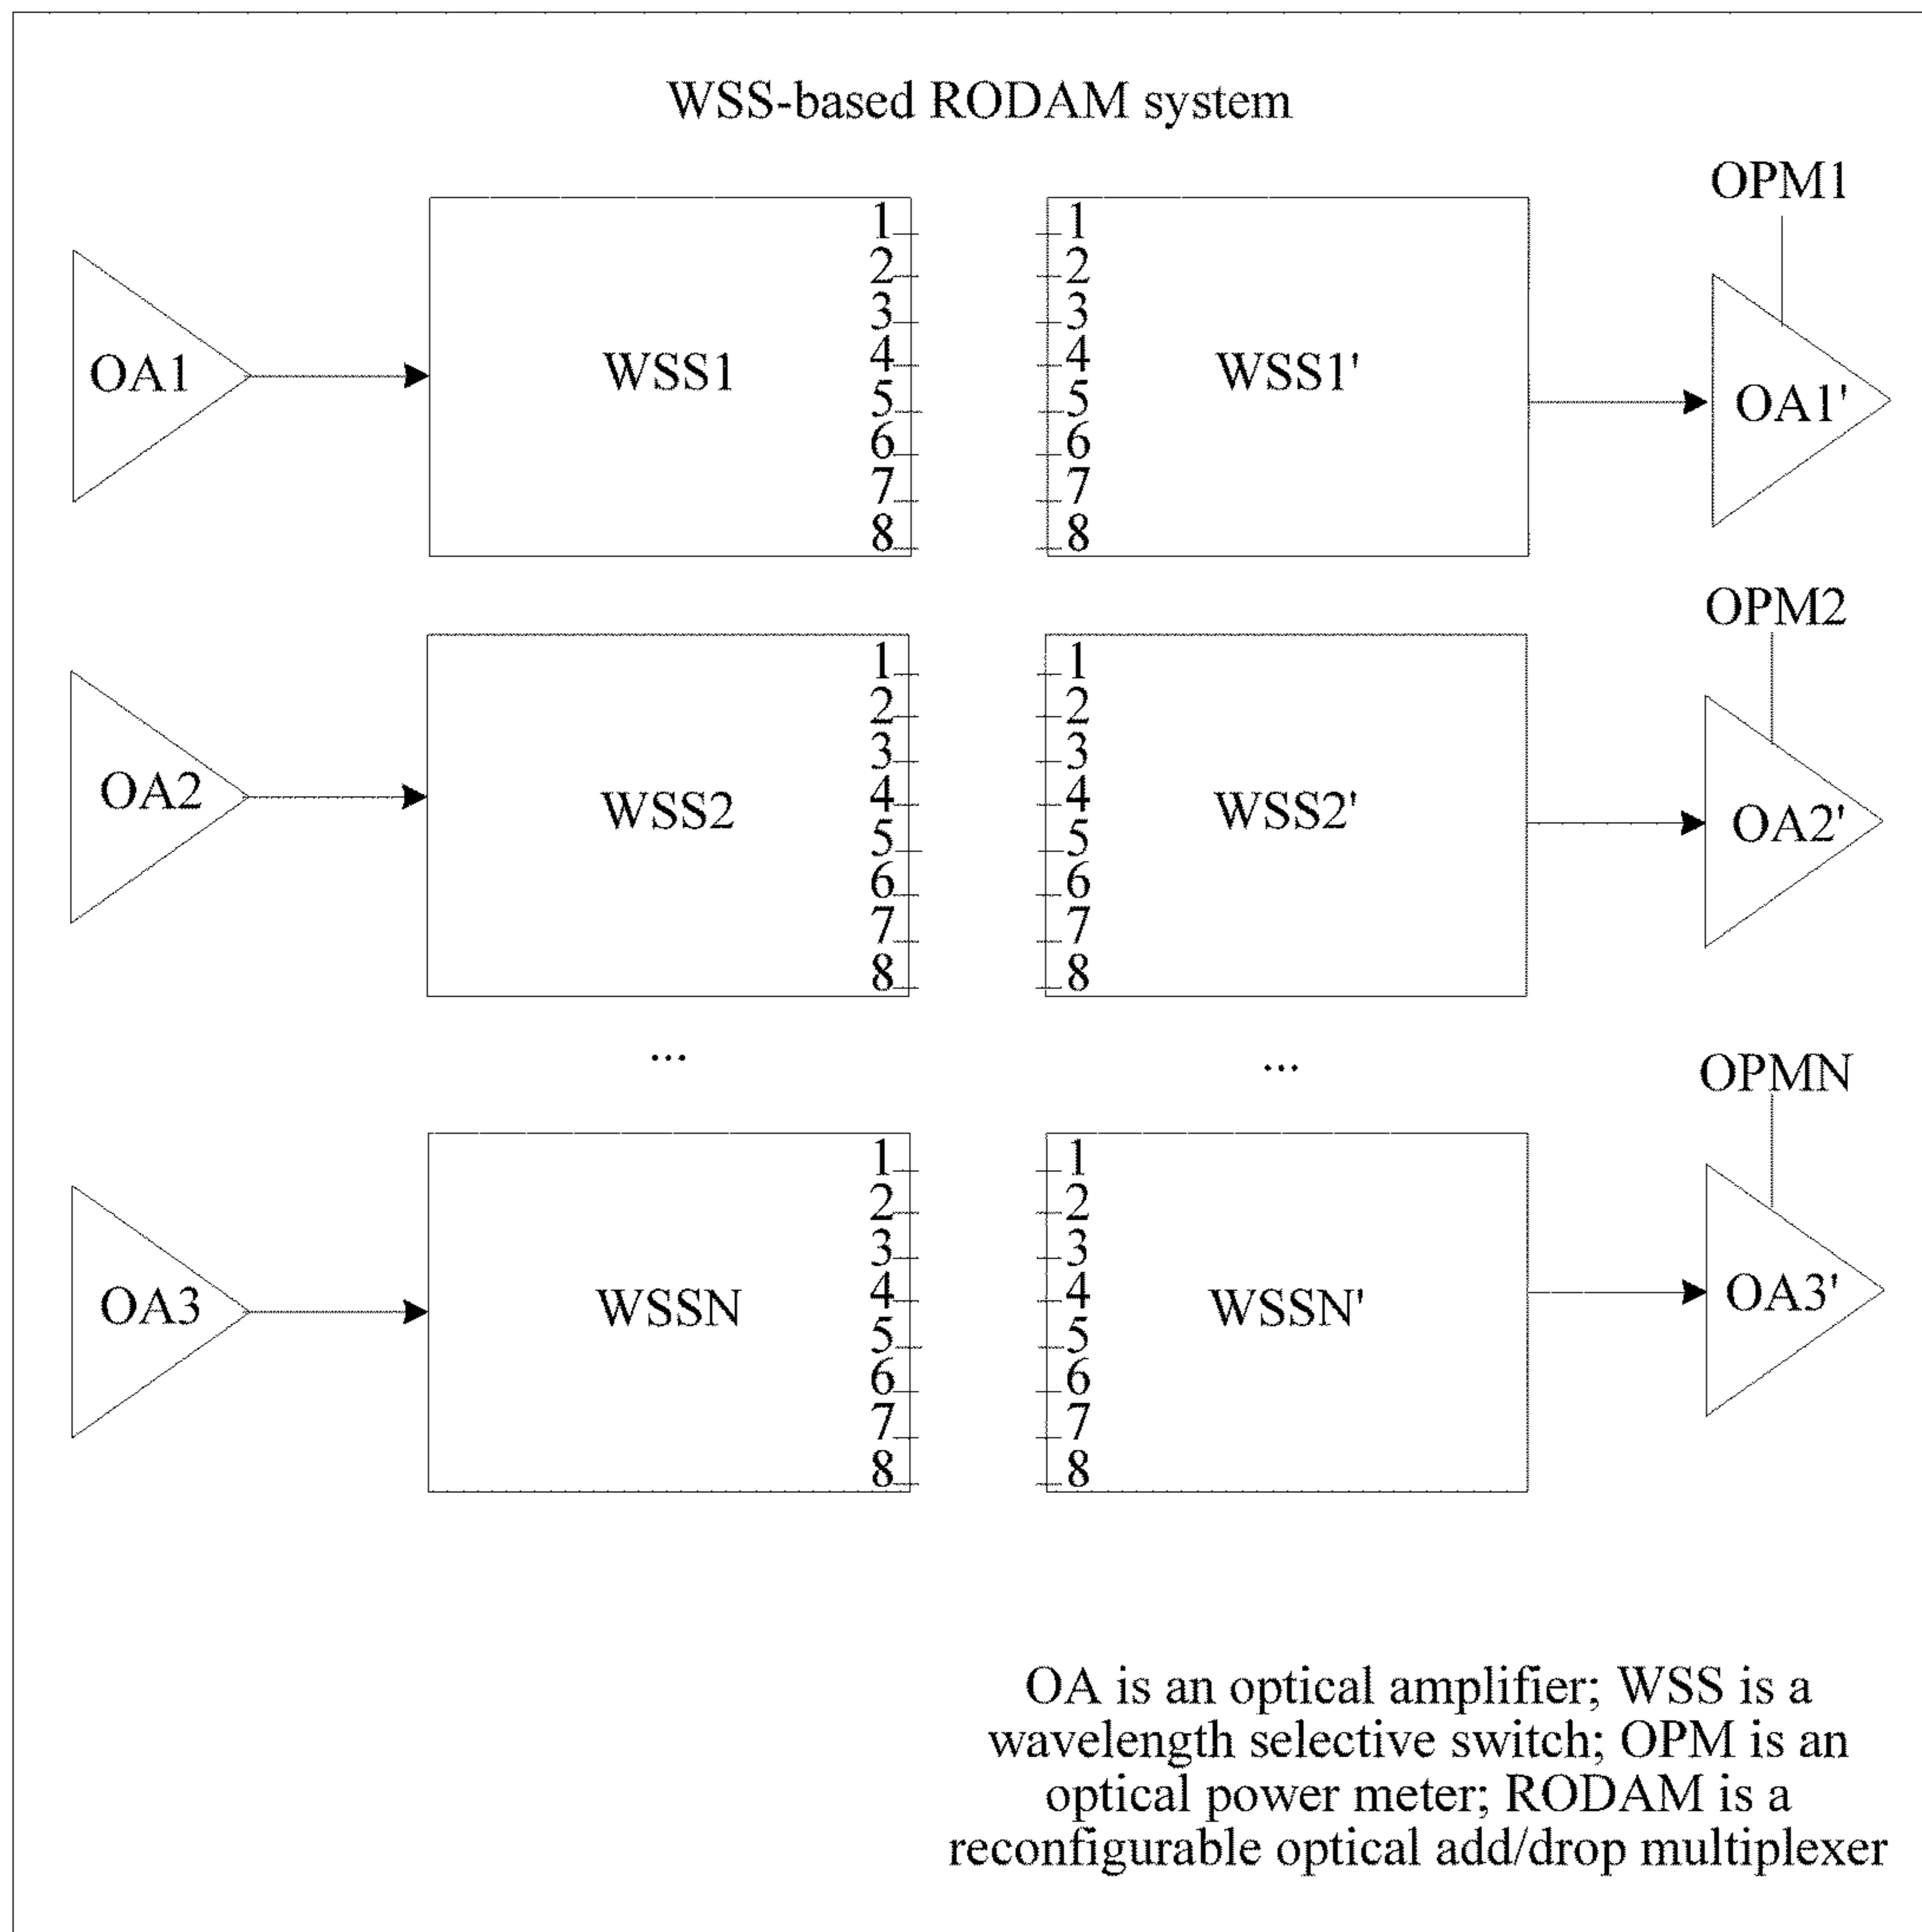 WSS-based RODAM system
OPM1
OA1
WSS1
1
2
3
4
5
6
7
8
1
2
3
4
5
6
7
8
WSS1'
OA1'
OPM2
OA2
WSS2
1
2
3
4
5
6
7
8
1
2
3
4
5
6
7
8
WSS2'
OA2'
...
...
OPMN
OA3
WSSN
1
2
3
4
5
6
7
8
1
2
3
4
5
6
7
8
WSSN'
OA3'
OA is an optical amplifier; WSS is a
wavelength selective switch; OPM is an
optical power meter; RODAM is a
reconfigurable optical add/drop multiplexer